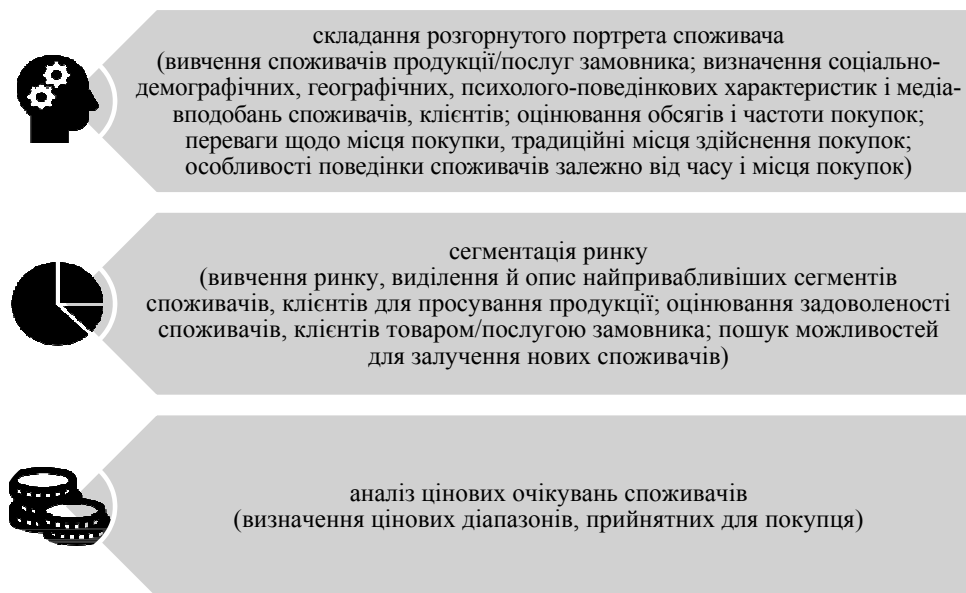 складання розгорнутого портрета споживача
(вивчення споживачів продукції/послуг замовника; визначення соціально-
демографічних, географічних, психолого-поведінкових характеристик і медіа-
вподобань споживачів, клієнтів; оцінювання обсягів і частоти покупок;
переваги щодо місця покупки, традиційні місця здійснення покупок;
особливості поведінки споживачів залежно від часу і місця покупок)
сегментація ринку
(вивчення ринку, виділення й опис найпривабливіших сегментів
споживачів, клієнтів для просування продукції; оцінювання задоволеності
споживачів, клієнтів товаром/послугою замовника; пошук можливостей
для залучення нових споживачів)
аналіз цінових очікувань споживачів
(визначення цінових діапазонів, прийнятних для покупця)